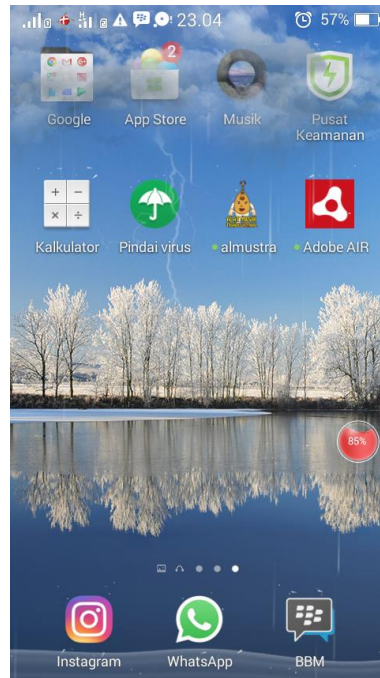 23.04 57%
2
Google App Store Musik Pusat Keamanan
Kalkulator Pindai virus almustra Adobe AIR
85%
Instagram WhatsApp BBM